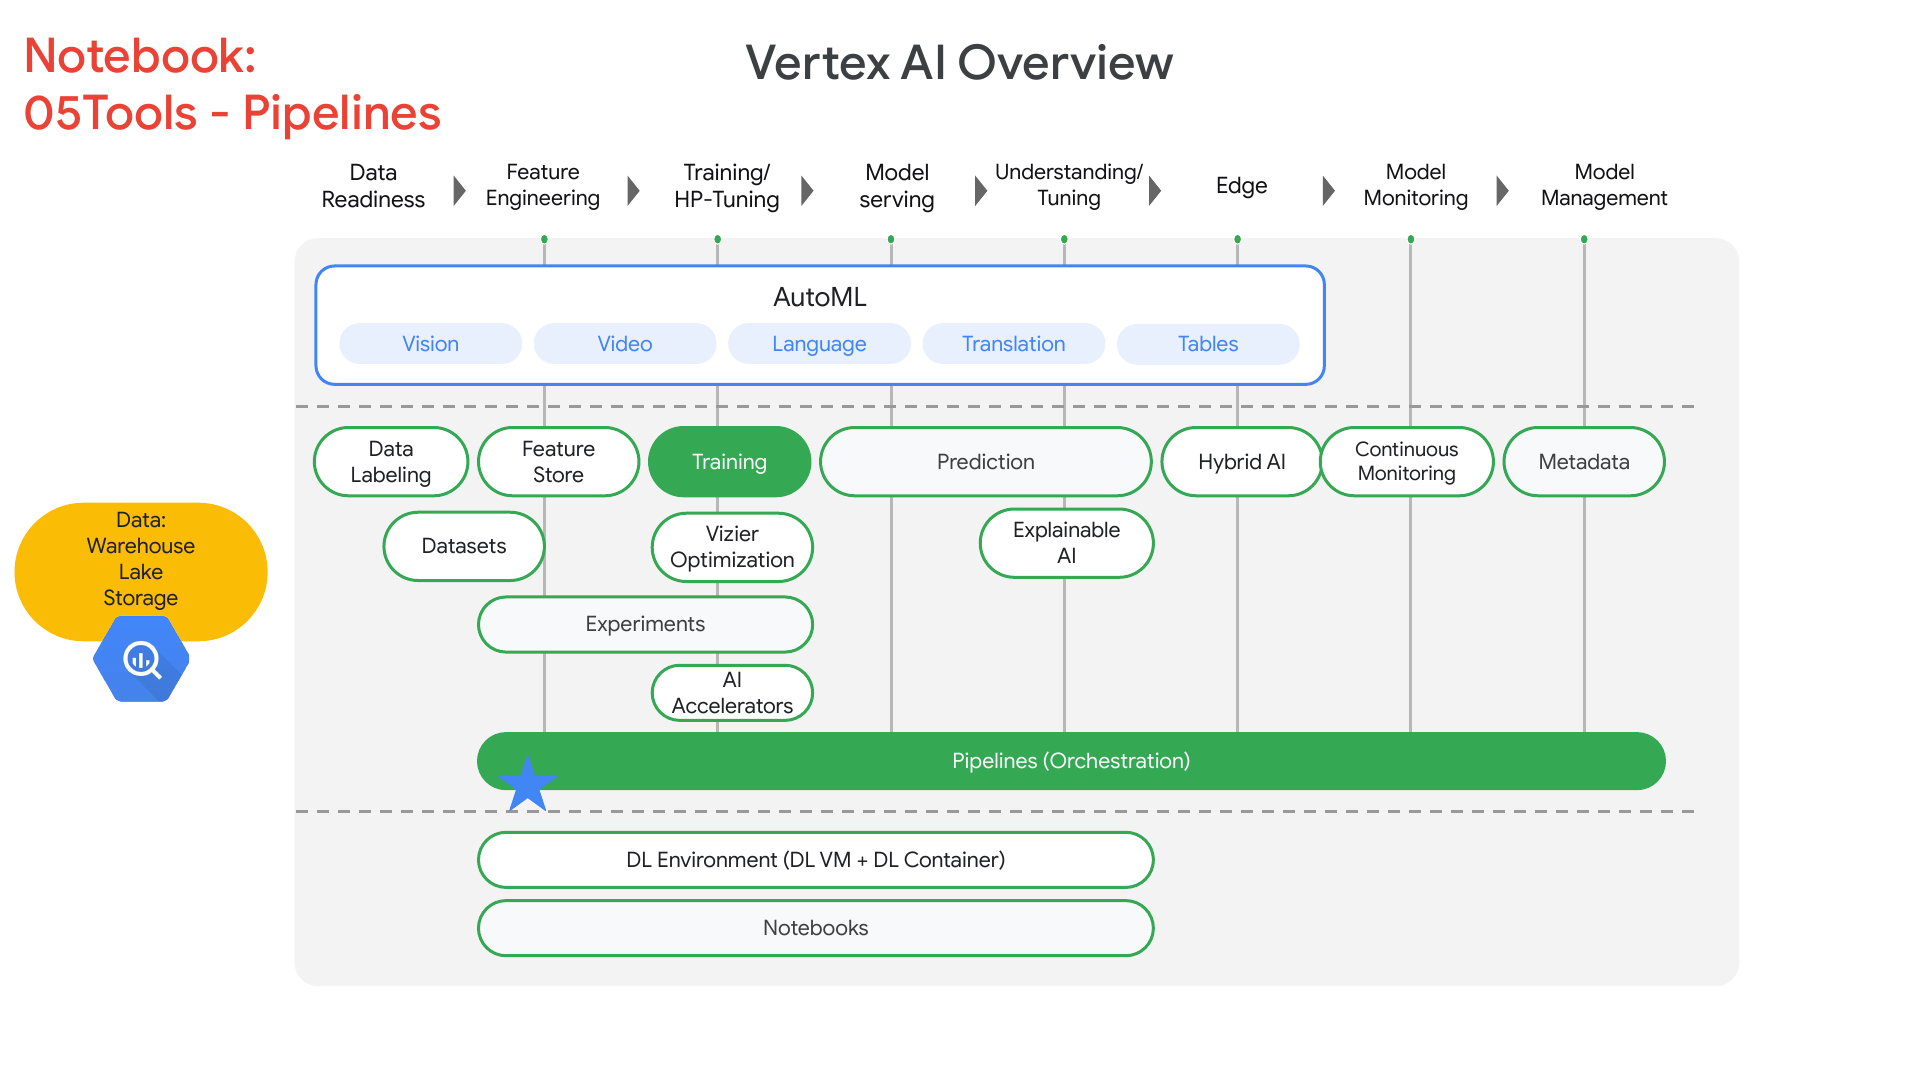 Notebook:
05Tools - Pipelines
Vertex AI Overview
Data
Readiness
Feature
Engineering
Training/
HP-Tuning
Model
serving
Understanding/
Tuning
Edge
Model
Monitoring
Model
Management
AutoML
Vision
Video
Language
Translation
Tables
Data
Labeling
Feature
Store
Training
Prediction
Hybrid AI
Continuous
Monitoring
Metadata
Datasets
Vizier
Optimization
Explainable
AI
Data:
Warehouse
Lake
Storage
Experiments
AI
Accelerators
Pipelines (Orchestration)
DL Environment (DL VM + DL Container)
Notebooks